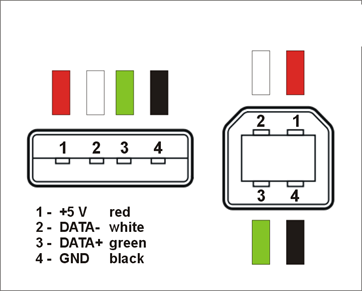 1 2 3 4
2 1
3 4
1 - +5 V red
2 - DATA- white
3 - DATA+ green
4 - GND black